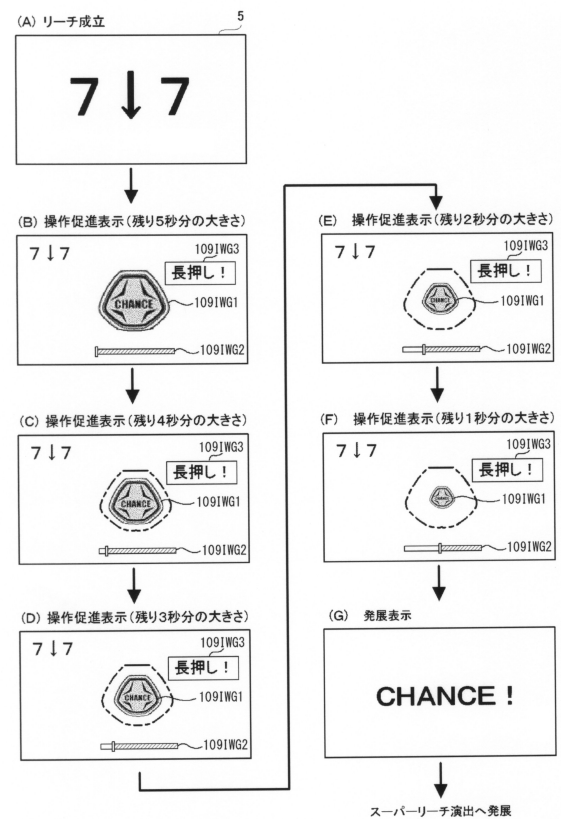 (A) リーチ成立
5
7↓7
(B) 操作促進表示(残り5秒分の大きさ)
7↓7
109IWG3
長押し!
CHANCE
109IWG1
109IWG2
(C) 操作促進表示(残り4秒分の大きさ)
7↓7
109IWG3
長押し!
CHANCE
109IWG1
109IWG2
(D) 操作促進表示(残り3秒分の大きさ)
7↓7
109IWG3
長押し!
CHANCE
109IWG1
109IWG2
(E) 操作促進表示(残り2秒分の大きさ)
7↓7
109IWG3
長押し!
CHANCE
109IWG1
109IWG2
(F) 操作促進表示(残り1秒分の大きさ)
7↓7
109IWG3
長押し!
CHANCE
109IWG1
109IWG2
(G) 発展表示
CHANCE!
スーパーリーチ演出へ発展